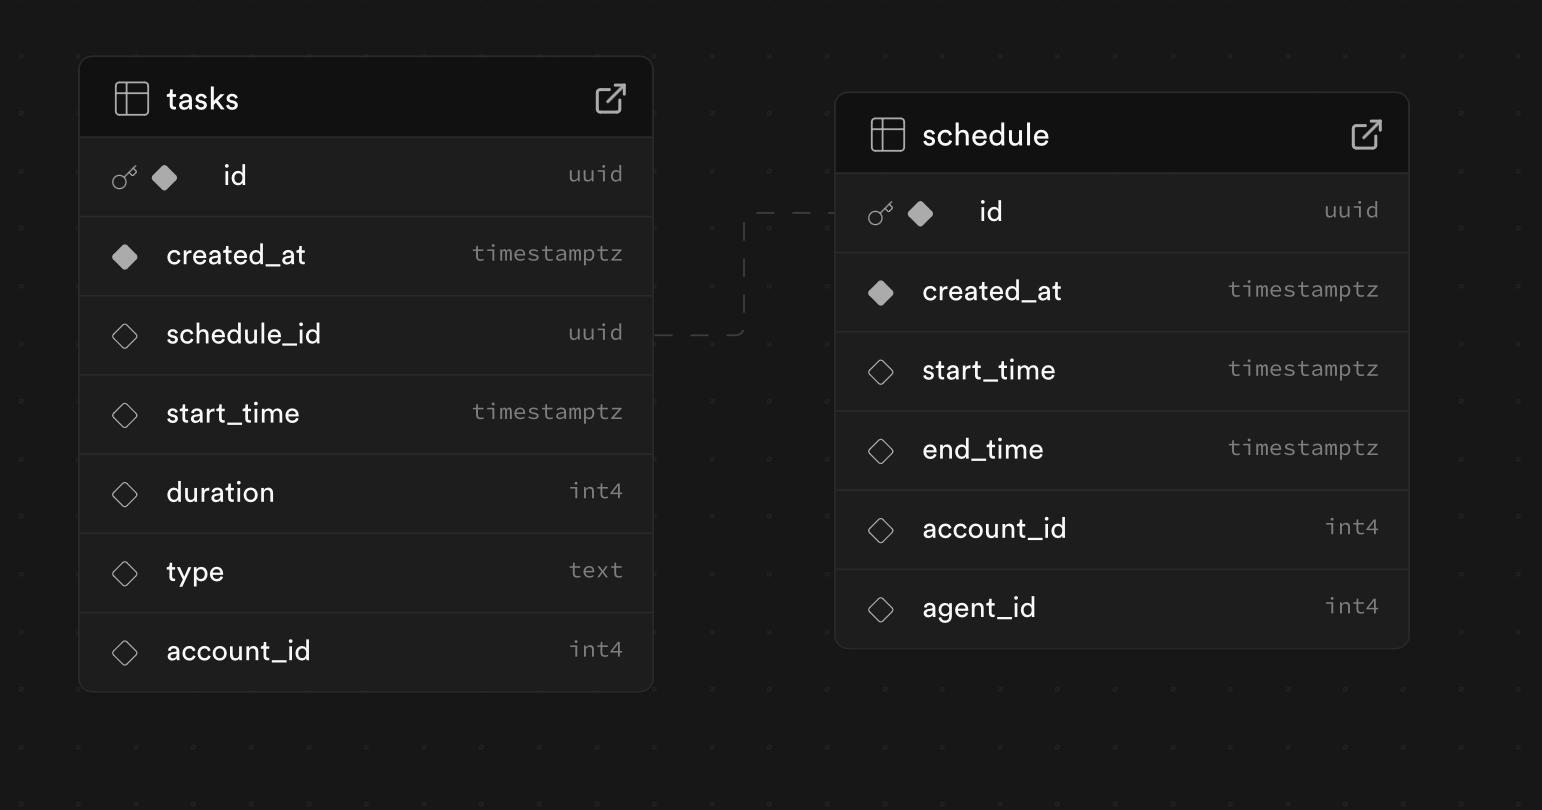 tasks
id uuid
created_at timestamptz
schedule_id uuid
start_time timestamptz
duration int4
type text
account_id int4
schedule
id uuid
created_at timestamptz
start_time timestamptz
end_time timestamptz
account_id int4
agent_id int4